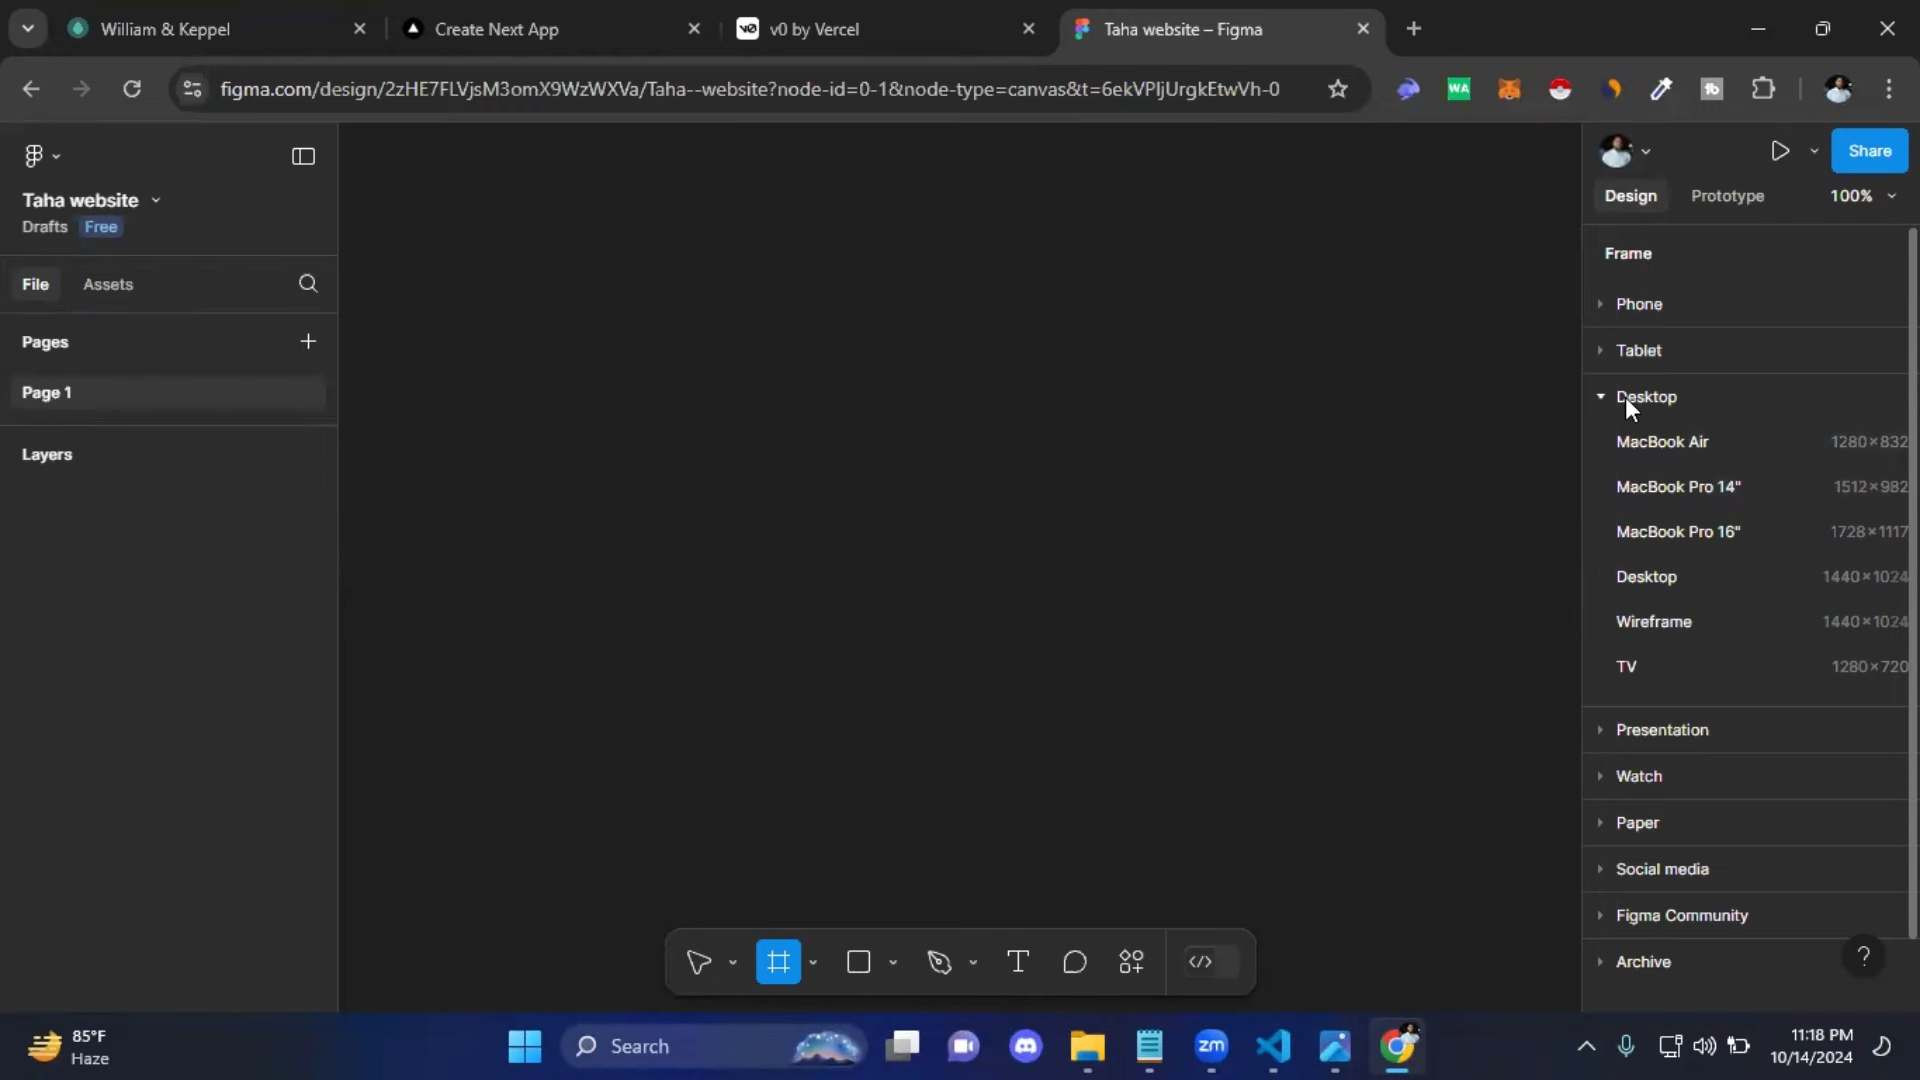 William & Keppel
Create Next App
v0 by Vercel
Taha website – Figma
figma.com/design/2zHE7FLVjsM3omX9WzWXVa/Taha--website?node-id=0-1&node-type=canvas&t=6ekVPljUrgkEtwVh-0
WA
tb
Taha website
Drafts Free
File Assets
Pages
Page 1
Layers
Share
Design Prototype 100%
Frame
Phone
Tablet
Desktop
MacBook Air 1280×832
MacBook Pro 14" 1512×982
MacBook Pro 16" 1728×1117
Desktop 1440×1024
Wireframe 1440×1024
TV 1280×720
Presentation
Watch
Paper
Social media
Figma Community
Archive
?
85°F
Haze
Search
zm
11:18 PM
10/14/2024